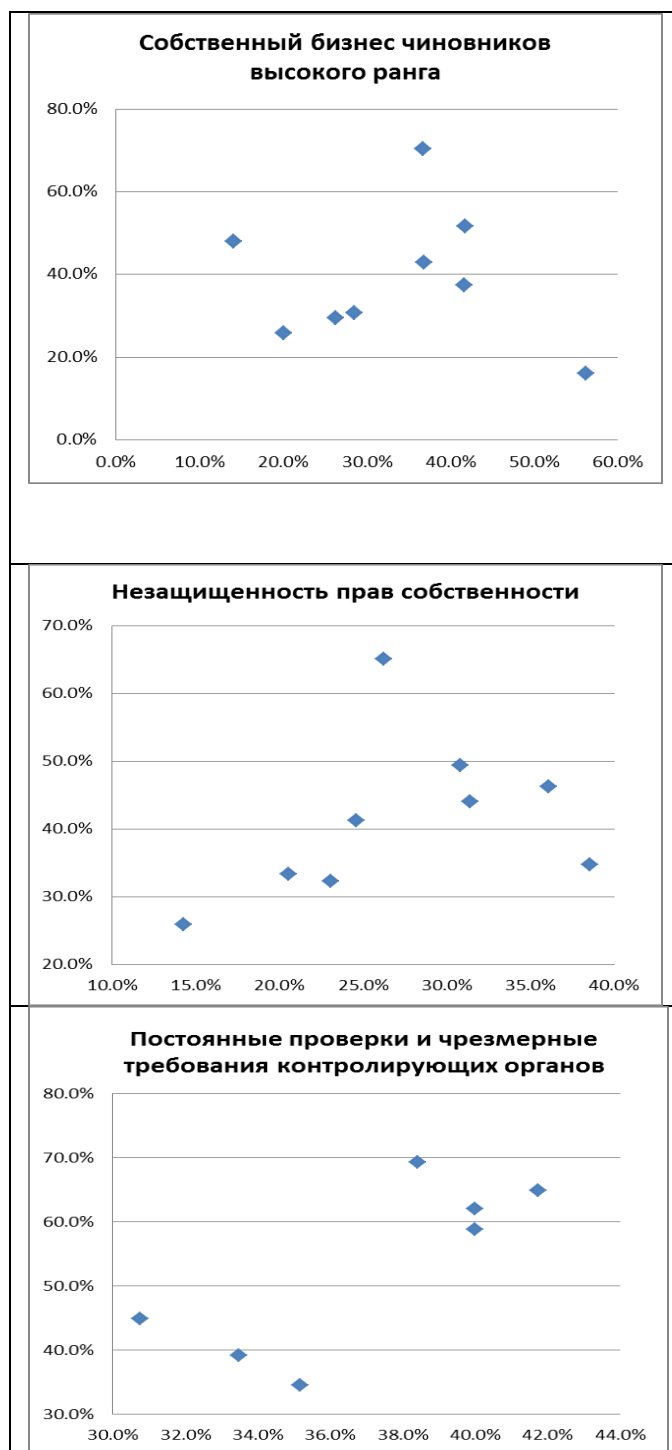 Собственный бизнес чиновников
высокого ранга
80.0%
60.0%
40.0%
20.0%
0.0%
0.0% 10.0% 20.0% 30.0% 40.0% 50.0% 60.0%
Незащищенность прав собственности
70.0%
60.0%
50.0%
40.0%
30.0%
20.0%
10.0% 15.0% 20.0% 25.0% 30.0% 35.0% 40.0%
Постоянные проверки и чрезмерные
требования контролирующих органов
80.0%
70.0%
60.0%
50.0%
40.0%
30.0%
30.0% 32.0% 34.0% 36.0% 38.0% 40.0% 42.0% 44.0%